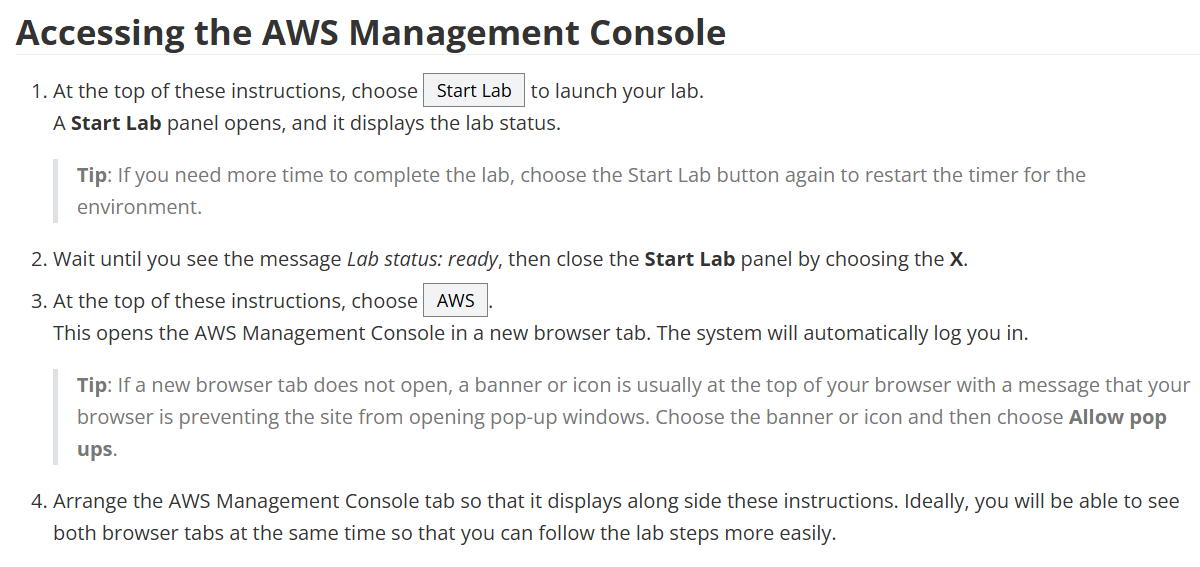 Accessing the AWS Management Console
1. At the top of these instructions, choose Start Lab to launch your lab.
A Start Lab panel opens, and it displays the lab status.
Tip: If you need more time to complete the lab, choose the Start Lab button again to restart the timer for the
environment.
2. Wait until you see the message Lab status: ready, then close the Start Lab panel by choosing the X.
3. At the top of these instructions, choose AWS.
This opens the AWS Management Console in a new browser tab. The system will automatically log you in.
Tip: If a new browser tab does not open, a banner or icon is usually at the top of your browser with a message that your
browser is preventing the site from opening pop-up windows. Choose the banner or icon and then choose Allow pop
ups.
4. Arrange the AWS Management Console tab so that it displays along side these instructions. Ideally, you will be able to see
both browser tabs at the same time so that you can follow the lab steps more easily.